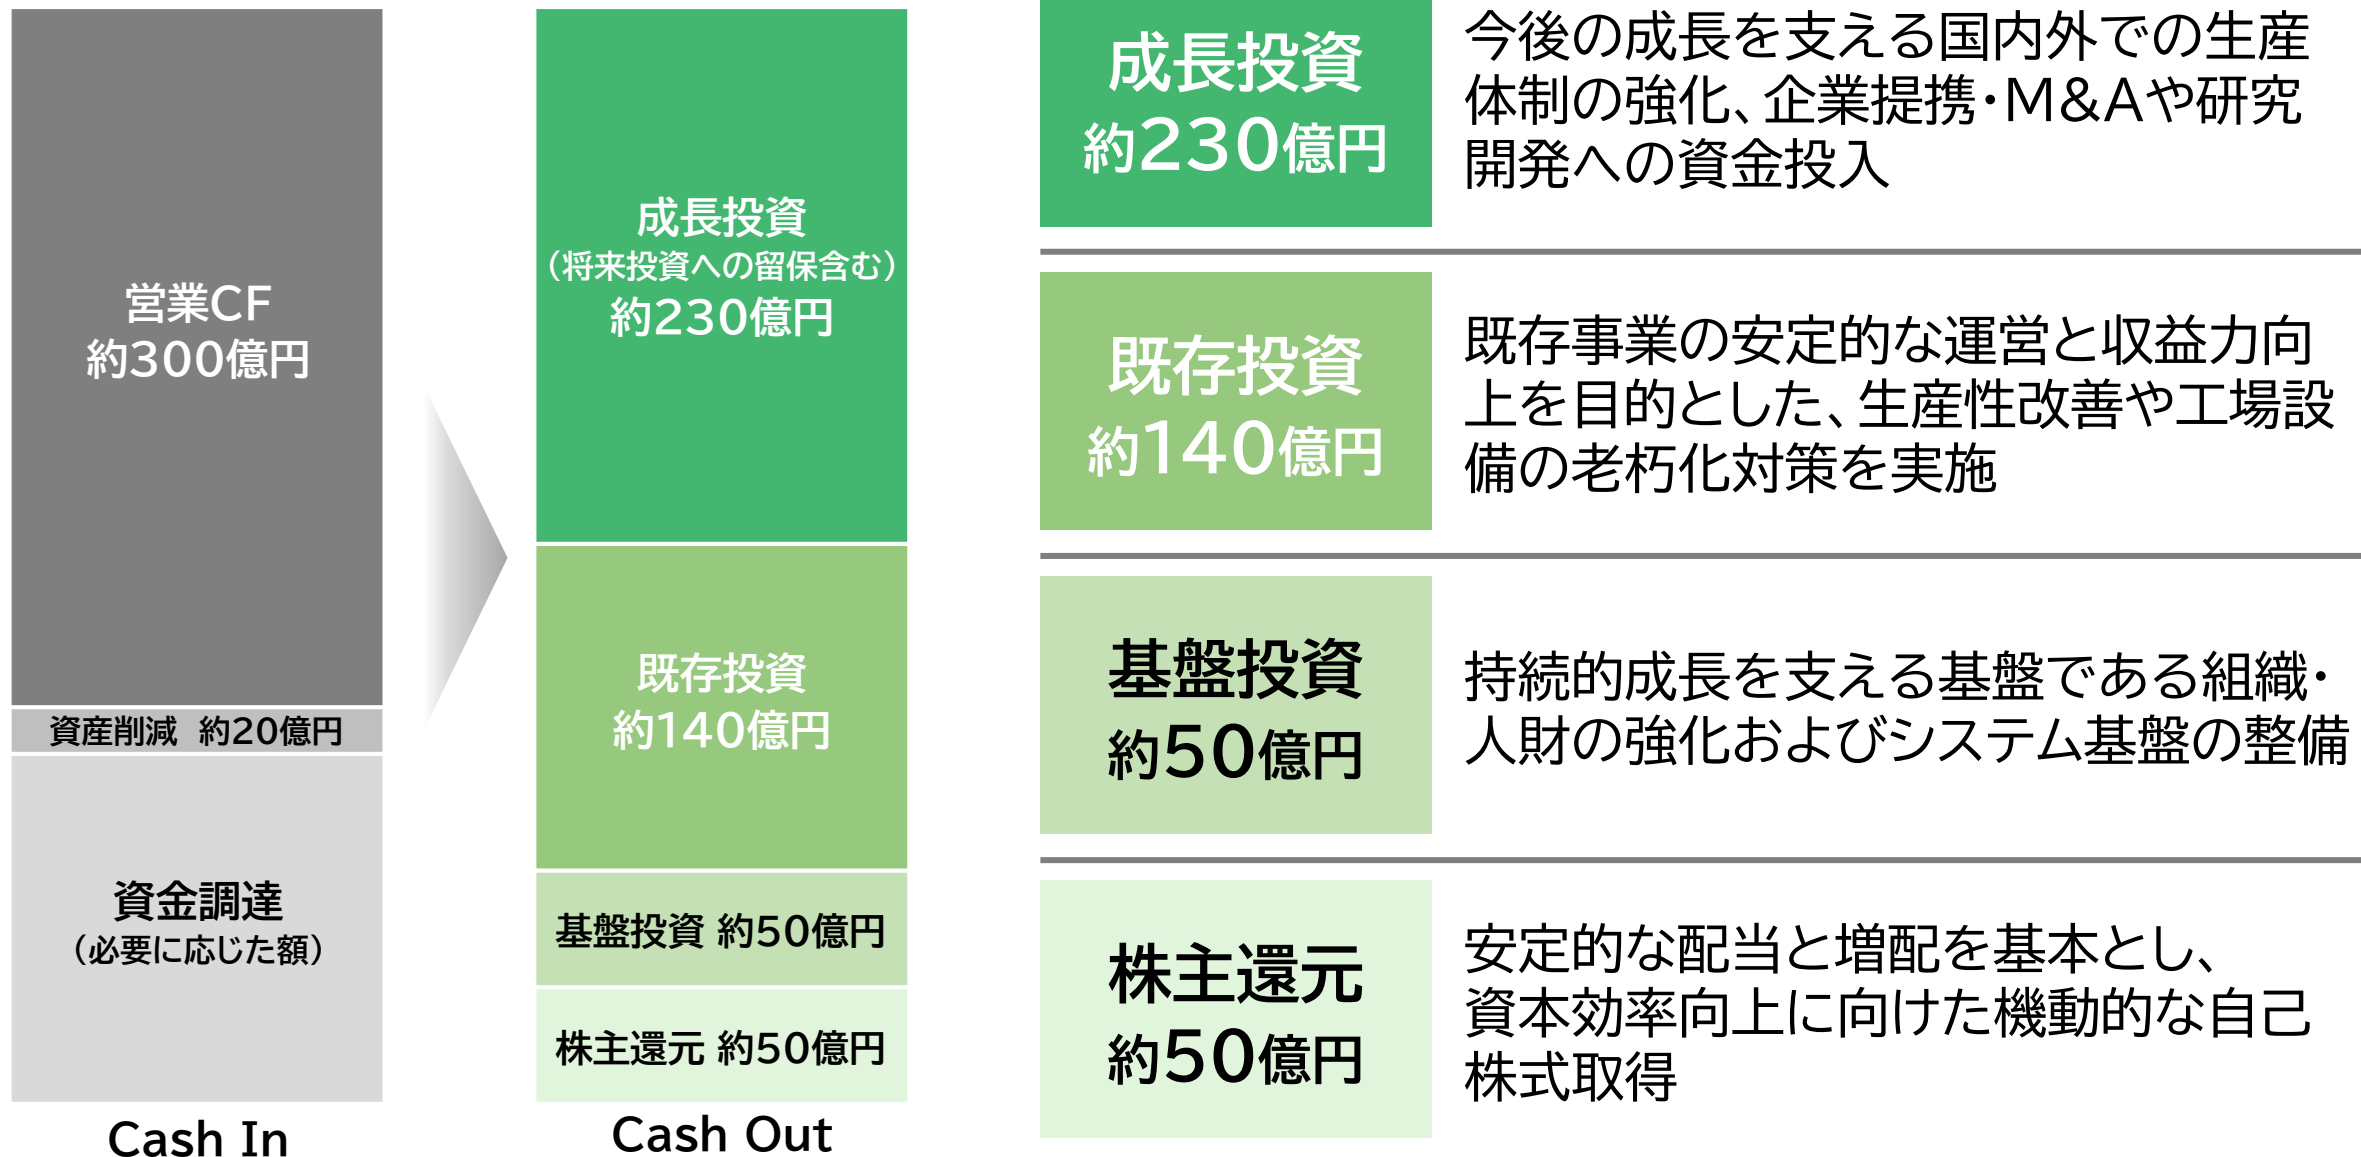 営業CF
約300億円
資産削減 約20億円
資金調達
(必要に応じた額)
Cash In
成長投資
(将来投資への留保含む)
約230億円
既存投資
約140億円
基盤投資 約50億円
株主還元 約50億円
Cash Out
成長投資
約230億円
今後の成長を支える国内外での生産
体制の強化、企業提携・M&Aや研究
開発への資金投入
既存投資
約140億円
既存事業の安定的な運営と収益力向
上を目的とした、生産性改善や工場設
備の老朽化対策を実施
基盤投資
約50億円
持続的成長を支える基盤である組織・
人財の強化およびシステム基盤の整備
株主還元
約50億円
安定的な配当と増配を基本とし、
資本効率向上に向けた機動的な自己
株式取得